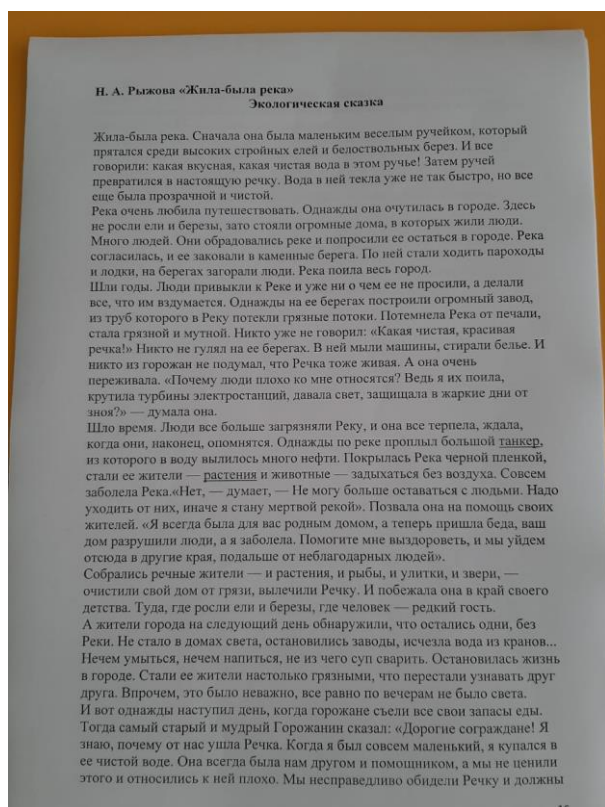 Н. А. Рыжова «Жила-была река»
Экологическая сказка
Жила-была река. Сначала она была маленьким веселым ручейком, который
прятался среди высоких стройных елей и белоствольных берез. И все
говорили: какая вкусная, какая чистая вода в этом ручье! Затем ручей
превратился в настоящую речку. Вода в ней текла уже не так быстро, но все
еще была прозрачной и чистой.
Река очень любила путешествовать. Однажды она очутилась в городе. Здесь
не росли ели и березы, зато стояли огромные дома, в которых жили люди.
Много людей. Они обрадовались реке и попросили ее остаться в городе. Река
согласилась, и ее заковали в каменные берега. По ней стали ходить пароходы
и лодки, на берегах загорали люди. Река поила весь город.
Шли годы. Люди привыкли к Реке и уже ни о чем ее не просили, а делали
все, что им вздумается. Однажды на ее берегах построили огромный завод,
из труб которого в Реку потекли грязные потоки. Потемнела Река от печали,
стала грязной и мутной. Никто уже не говорил: «Какая чистая, красивая
речка!» Никто не гулял на ее берегах. В ней мыли машины, стирали белье. И
никто из горожан не подумал, что Речка тоже живая. А она очень
переживала. «Почему люди плохо ко мне относятся? Ведь я их поила,
крутила турбины электростанций, давала свет, защищала в жаркие дни от
зноя?» — думала она.
Шло время. Люди все больше загрязняли Реку, и она все терпела, ждала,
когда они, наконец, опомнятся. Однажды по реке проплыл большой танкер,
из которого в воду вылилось много нефти. Покрылась Река черной пленкой,
стали ее жители — растения и животные — задыхаться без воздуха. Совсем
заболела Река.«Нет, — думает, — Не могу больше оставаться с людьми. Надо
уходить от них, иначе я стану мертвой рекой». Позвала она на помощь своих
жителей. «Я всегда была для вас родным домом, а теперь пришла беда, ваш
дом разрушили люди, а я заболела. Помогите мне выздороветь, и мы уйдем
отсюда в другие края, подальше от неблагодарных людей».
Собрались речные жители — и растения, и рыбы, и улитки, и звери, —
очистили свой дом от грязи, вылечили Речку. И побежала она в край своего
детства. Туда, где росли ели и березы, где человек — редкий гость.
А жители города на следующий день обнаружили, что остались одни, без
Реки. Не стало в домах света, остановились заводы, исчезла вода из кранов...
Нечем умыться, нечем напиться, не из чего суп сварить. Остановилась жизнь
в городе. Стали ее жители настолько грязными, что перестали узнавать друг
друга. Впрочем, это было неважно, все равно по вечерам не было света.
И вот однажды наступил день, когда горожане съели все свои запасы еды.
Тогда самый старый и мудрый Горожанин сказал: «Дорогие сограждане! Я
знаю, почему от нас ушла Речка. Когда я был совсем маленький, я купался в
ее чистой воде. Она всегда была нам другом и помощником, а мы не ценили
этого и относились к ней плохо. Мы несправедливо обидели Речку и должны